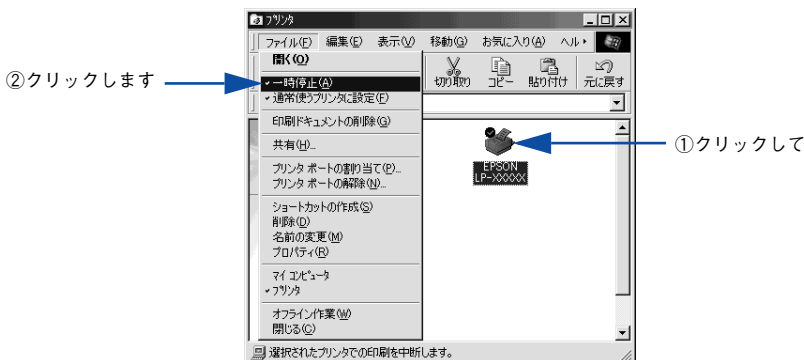 プリンタ
ファイル(F) 編集(E) 表示(V) 移動(G) お気に入り(A) ヘル
開く(O)
一時停止(A)
通常使うプリンタに設定(F)
印刷ドキュメントの削除(G)
共有(H)...
プリンタ ポートの割り当て(P)...
プリンタ ポートの解除(N)...
ショートカットの作成(S)
削除(D)
名前の変更(M)
プロパティ(R)
マイ コンピュータ
プリンタ
オフライン作業(W)
閉じる(C)
切り取り コピー 貼り付け 元に戻す
EPSON
LP-XXXXX
選択されたプリンタでの印刷を中断します。
②クリックします
①クリックして